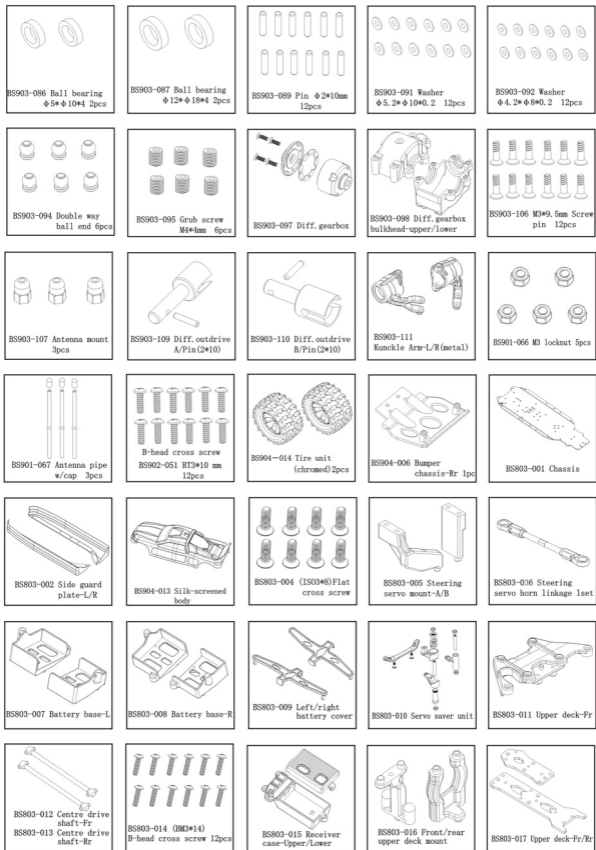 BS903-086 Ball bearing
Φ5*Φ10*4 2pcs
BS903-087 Ball bearing
Φ12*Φ18*4 2pcs
BS903-089 Pin Φ2*10mm
12pcs
BS903-091 Washer
Φ5.2*Φ10*0.2 12pcs
BS903-092 Washer
Φ4.2*Φ8*0.2 12pcs
BS903-094 Double way
ball end 6pcs
BS903-095 Grub screw
M4*4mm 6pcs
BS903-097 Diff.gearbox
BS903-098 Diff.gearbox
bulkhead-upper/lower
BS903-106 M3*9.5mm Screw
pin 12pcs
BS903-107 Antenna mount
3pcs
BS903-109 Diff.outdrive
A/Pin(2*10)
BS903-110 Diff.outdrive
B/Pin(2*10)
BS903-111
Kunckle Arm-L/R(metal)
BS901-066 M3 locknut 5pcs
BS901-067 Antenna pipe
w/cap 3pcs
B-head cross screw
BS902-051 BT3*10 mm
12pcs
BS904-014 Tire unit
(chromed)2pcs
BS904-006 Bumper
chassis-Rr 1pc
BS803-001 Chassis
BS803-002 Side guard
plate-L/R
BS904-013 Silk-screened
body
BS803-004 (ISO3*8)Flat
cross screw
BS803-005 Steering
servo mount-A/B
BS803-036 Steering
servo horn linkage 1set
BS803-007 Battery base-L
BS803-008 Battery base-R
BS803-009 Left/right
battery cover
BS803-010 Servo saver unit
BS803-011 Upper deck-Fr
BS803-012 Centre drive
shaft-Fr
BS803-013 Centre drive
shaft-Rr
BS803-014 (BM3*14)
B-head cross screw 12pcs
BS803-015 Receiver
case-Upper/Lower
BS803-016 Front/rear
upper deck mount
BS803-017 Upper deck-Fr/Rr